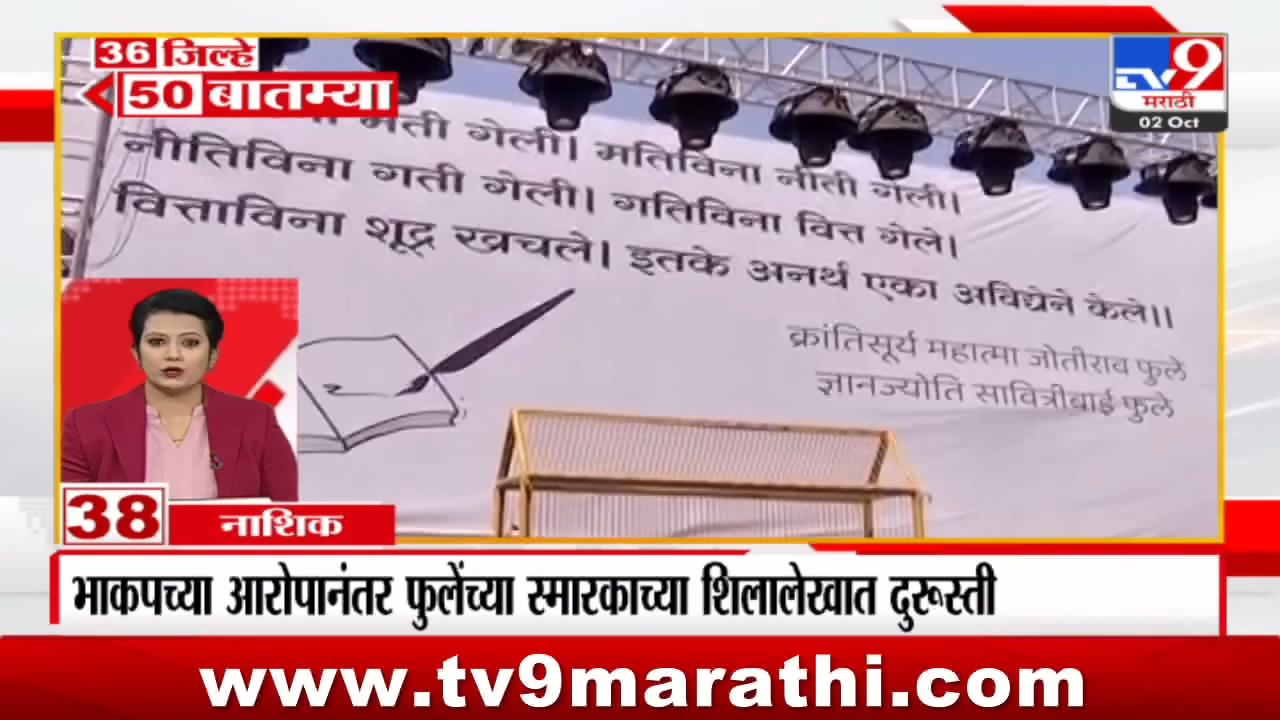 36 जिल्हे
50 बातम्या
TV9
मराठी
02 Oct
मती गेली। मतिविना नीती गेली।
नीतिविना गती गेली। गतिविना वित्त गेले।
वित्ताविना शूद्र खचले। इतके अनर्थ एका अविद्येने केले।।
क्रांतिसूर्य महात्मा जोतीराव फुले
ज्ञानज्योति सावित्रीबाई फुले
38 नाशिक
भाकपच्या आरोपानंतर फुलेंच्या स्मारकाच्या शिलालेखात दुरूस्ती
www.tv9marathi.com